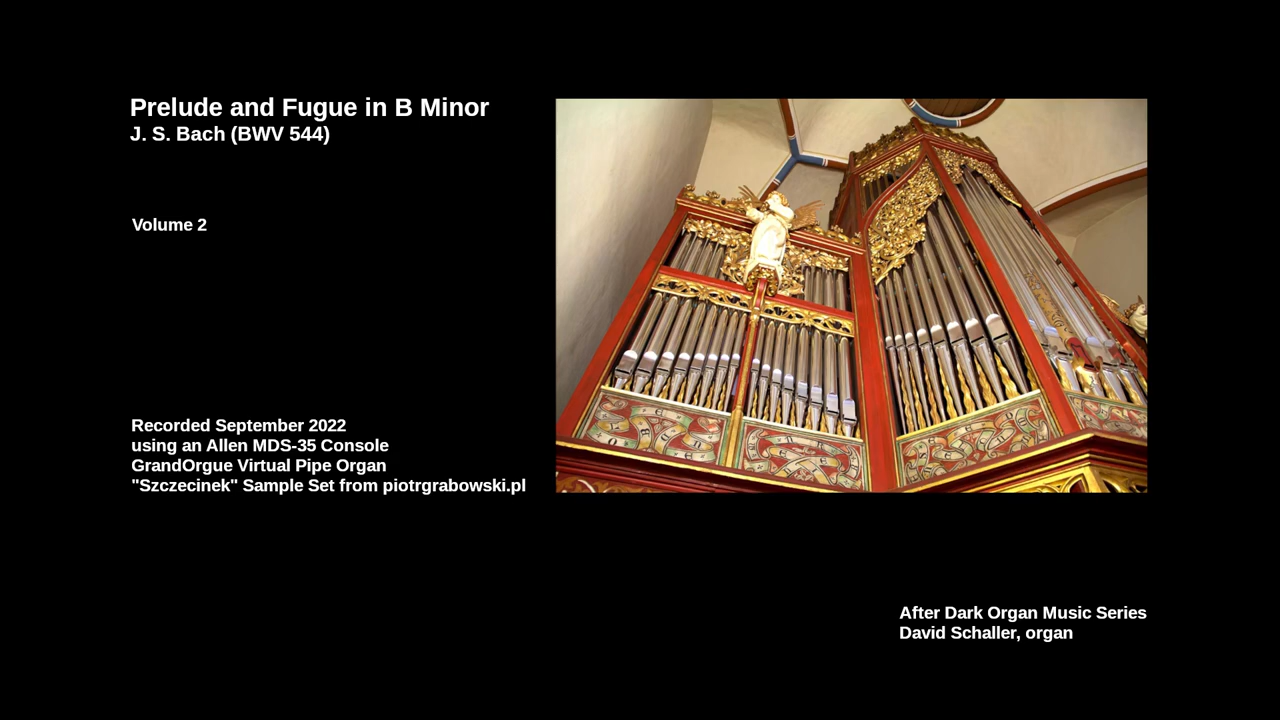 Prelude and Fugue in B Minor
J. S. Bach (BWV 544)
Volume 2
Recorded September 2022
using an Allen MDS-35 Console
GrandOrgue Virtual Pipe Organ
"Szczecinek" Sample Set from piotrgrabowski.pl
After Dark Organ Music Series
David Schaller, organ